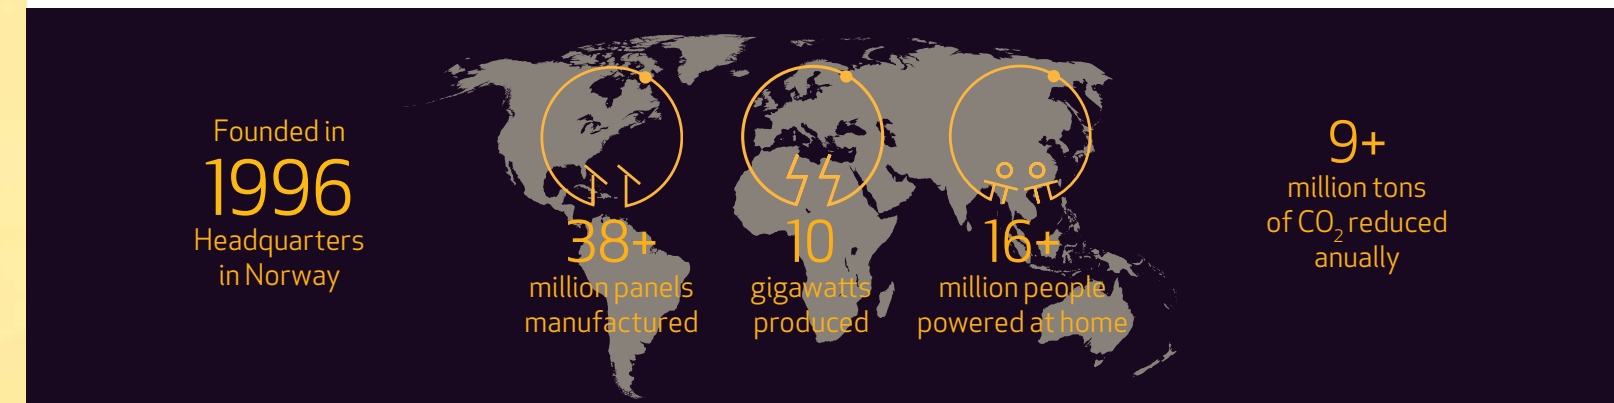 Founded in
1996
Headquarters
in Norway
38+
million panels
manufactured
10
gigawatts
produced
16+
million people
powered at home
9+
million tons
of CO₂ reduced
anually